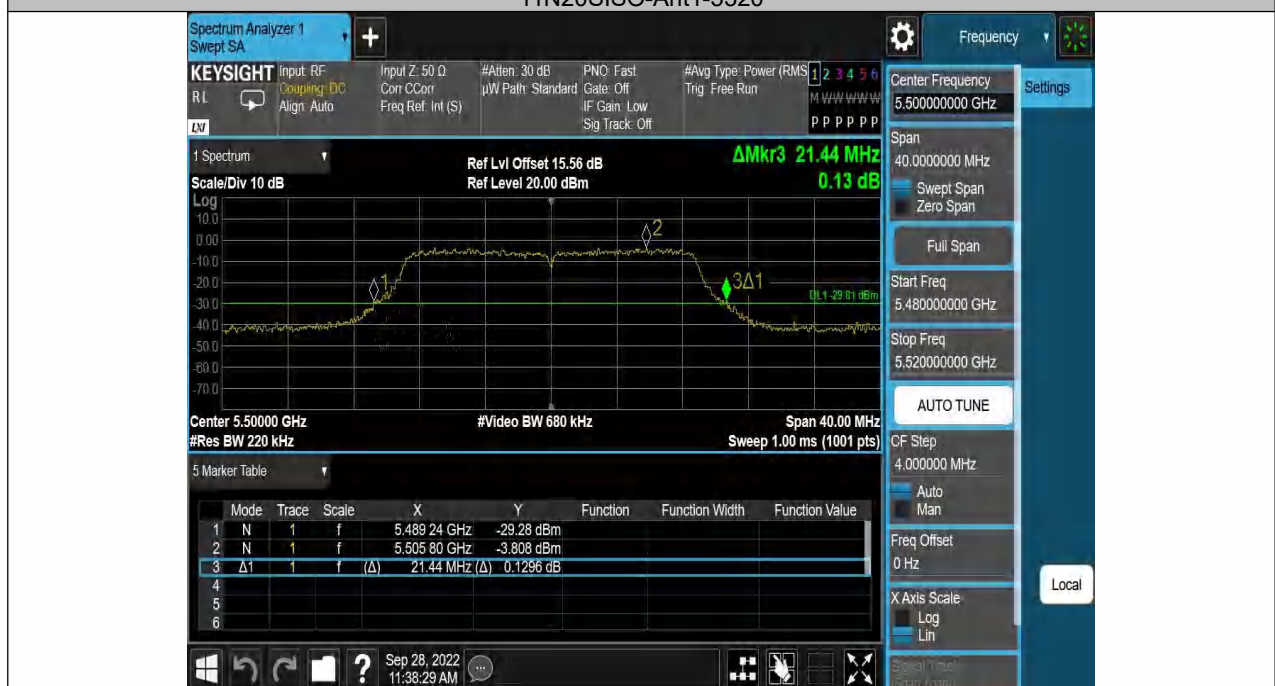 11N20SISO-Ant1-5320
Spectrum Analyzer 1
Swept SA
+
Frequency
KEYSIGHT
RL
LXI
Input: RF
Coupling: DC
Align: Auto
Input Z: 50 Ω
Corr CCorr
Freq Ref: Int (S)
#Atten: 30 dB
µW Path: Standard
PNO: Fast
Gate: Off
IF Gain: Low
Sig Track: Off
#Avg Type: Power (RMS
Trig: Free Run
1 2 3 4 5 6
M W W W W W
P P P P P P
1 Spectrum
Scale/Div 10 dB
Ref Lvl Offset 15.56 dB
Ref Level 20.00 dBm
ΔMkr3 21.44 MHz
0.13 dB
Log
10.0
0.00
-10.0
-20.0
-30.0
-40.0
-50.0
-60.0
-70.0
1
2
3Δ1
DL1 -29.81 dBm
Center 5.50000 GHz
#Video BW 680 kHz
Span 40.00 MHz
#Res BW 220 kHz
Sweep 1.00 ms (1001 pts)
5 Marker Table
Mode Trace Scale X Y Function Function Width Function Value
1 N 1 f 5.489 24 GHz -29.28 dBm
2 N 1 f 5.505 80 GHz -3.808 dBm
3 Δ1 1 f (Δ) 21.44 MHz (Δ) 0.1296 dB
4
5
6
?
Sep 28, 2022
11:38:29 AM
Center Frequency
5.500000000 GHz
Settings
Span
40.0000000 MHz
Swept Span
Zero Span
Full Span
Start Freq
5.480000000 GHz
Stop Freq
5.520000000 GHz
AUTO TUNE
CF Step
4.000000 MHz
Auto
Man
Freq Offset
0 Hz
X Axis Scale
Log
Lin
Local
Signal Track